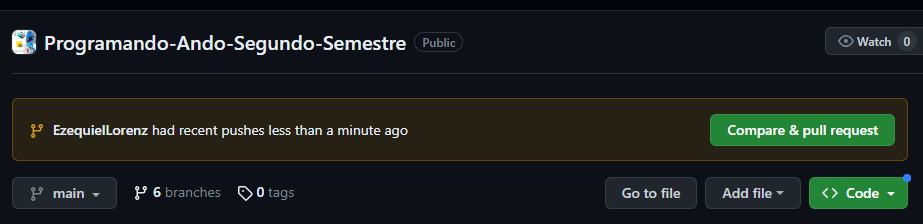 Programando-Ando-Segundo-Semestre Public Watch 0
EzequielLorenz had recent pushes less than a minute ago Compare & pull request
main 6 branches 0 tags Go to file Add file <> Code